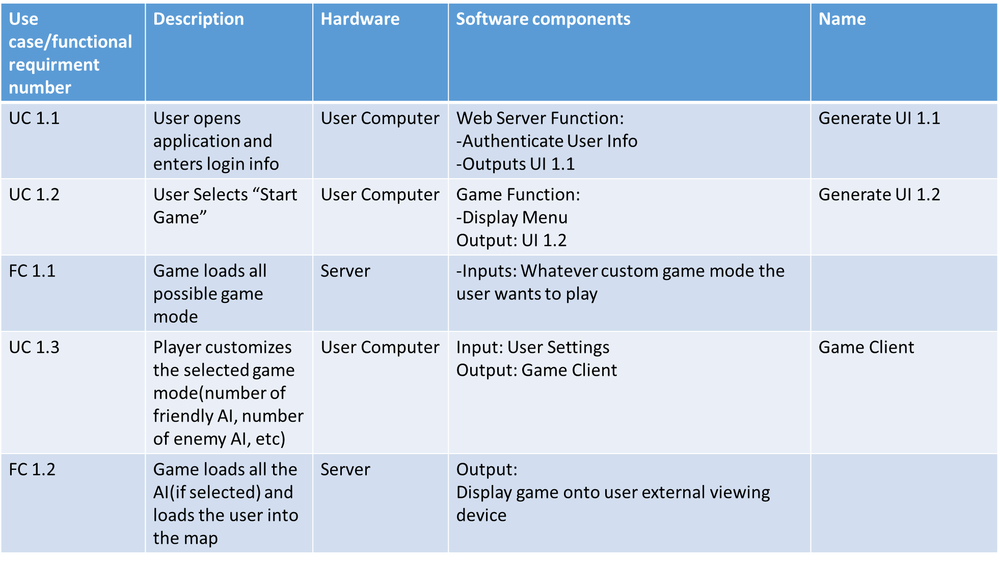 Use
case/functional
requirment
number
Description
Hardware
Software components
Name
UC 1.1
User opens
application and
enters login info
User Computer
Web Server Function:
-Authenticate User Info
-Outputs UI 1.1
Generate UI 1.1
UC 1.2
User Selects “Start
Game”
User Computer
Game Function:
-Display Menu
Output: UI 1.2
Generate UI 1.2
FC 1.1
Game loads all
possible game
mode
Server
-Inputs: Whatever custom game mode the
user wants to play
UC 1.3
Player customizes
the selected game
mode(number of
friendly AI, number
of enemy AI, etc)
User Computer
Input: User Settings
Output: Game Client
Game Client
FC 1.2
Game loads all the
AI(if selected) and
loads the user into
the map
Server
Output:
Display game onto user external viewing
device